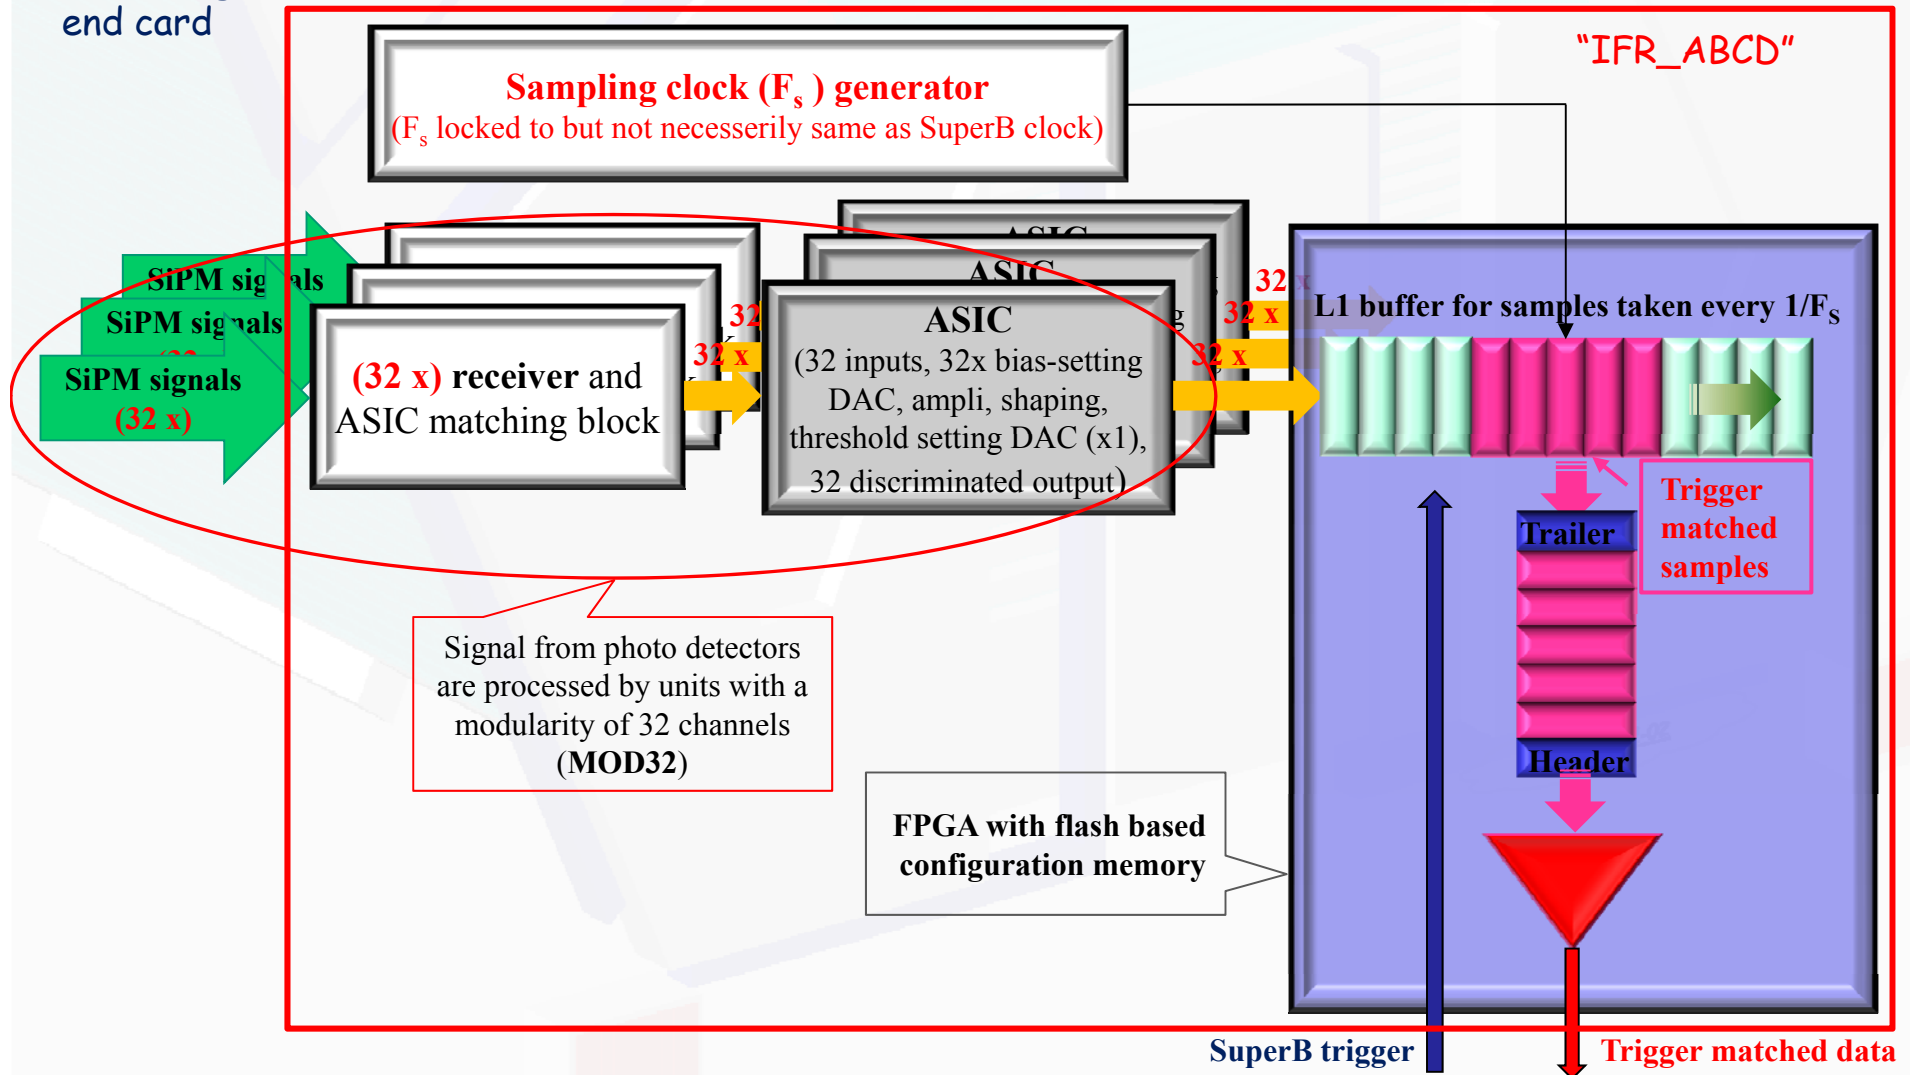 end card
“IFR_ABCD”
Sampling clock (Fs ) generator
(Fs locked to but not necesserily same as SuperB clock)
SiPM signals
SiPM signals
SiPM signals
(32 x)
(32 x) receiver and
ASIC matching block
32
32 x
ASIC
ASIC
ASIC
(32 inputs, 32x bias-setting
DAC, ampli, shaping,
threshold setting DAC (x1),
32 discriminated output)
32 x
32 x
32 x
L1 buffer for samples taken every 1/FS
Trigger
matched
samples
Trailer
Header
Signal from photo detectors
are processed by units with a
modularity of 32 channels
(MOD32)
FPGA with flash based
configuration memory
SuperB trigger
Trigger matched data